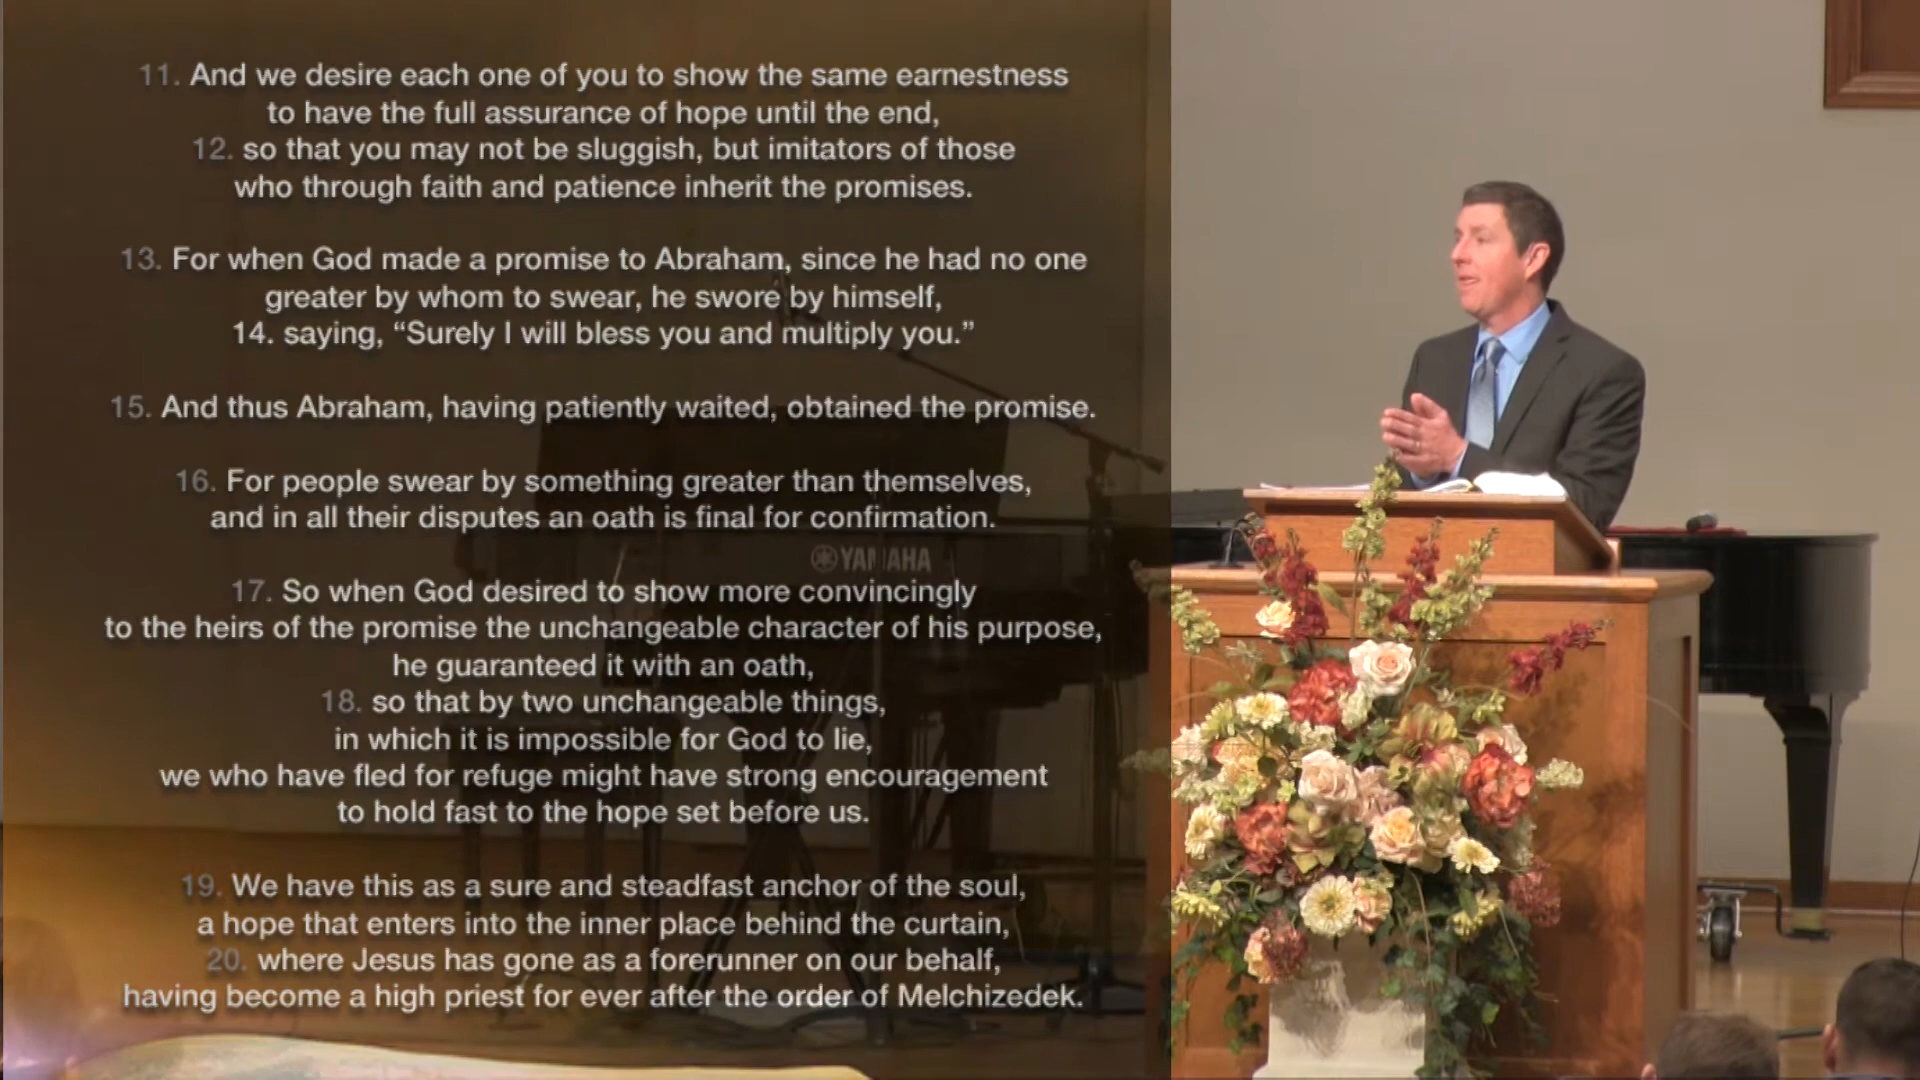 11. And we desire each one of you to show the same earnestness
to have the full assurance of hope until the end,
12. so that you may not be sluggish, but imitators of those
who through faith and patience inherit the promises.
13. For when God made a promise to Abraham, since he had no one
greater by whom to swear, he swore by himself,
14. saying, “Surely I will bless you and multiply you.”
15. And thus Abraham, having patiently waited, obtained the promise.
16. For people swear by something greater than themselves,
and in all their disputes an oath is final for confirmation.
YAMAHA
17. So when God desired to show more convincingly
to the heirs of the promise the unchangeable character of his purpose,
he guaranteed it with an oath,
18. so that by two unchangeable things,
in which it is impossible for God to lie,
we who have fled for refuge might have strong encouragement
to hold fast to the hope set before us.
19. We have this as a sure and steadfast anchor of the soul,
a hope that enters into the inner place behind the curtain,
20. where Jesus has gone as a forerunner on our behalf,
having become a high priest for ever after the order of Melchizedek.